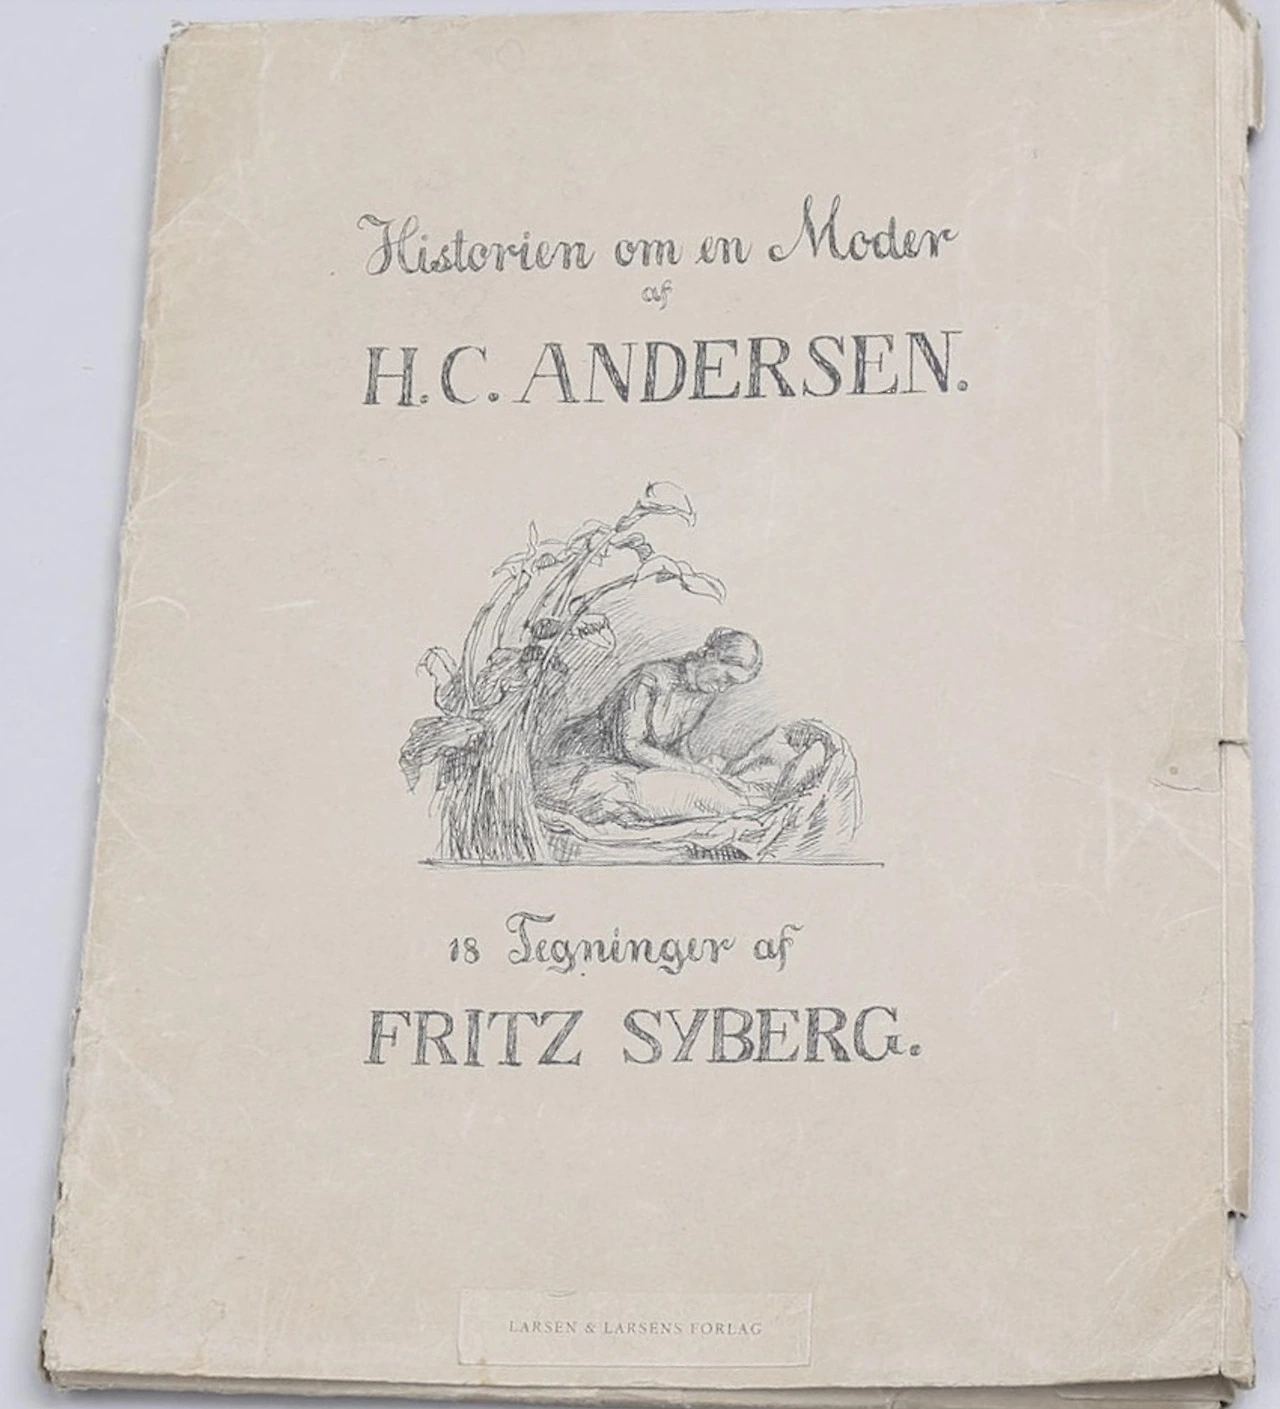 Historien om en Moder
af
H.C. ANDERSEN.
18 Tegninger af
FRITZ SYBERG.
LARSEN & LARSENS FORLAG